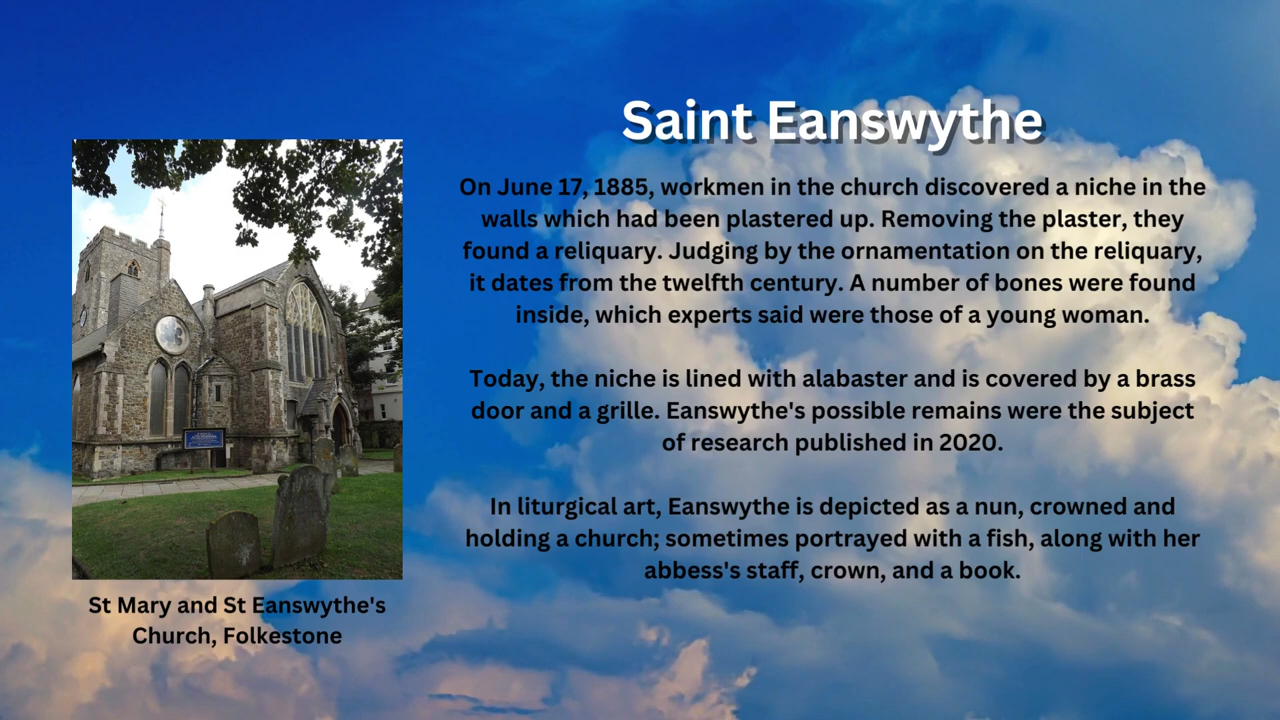 Saint Eanswythe
On June 17, 1885, workmen in the church discovered a niche in the
walls which had been plastered up. Removing the plaster, they
found a reliquary. Judging by the ornamentation on the reliquary,
it dates from the twelfth century. A number of bones were found
inside, which experts said were those of a young woman.
Today, the niche is lined with alabaster and is covered by a brass
door and a grille. Eanswythe's possible remains were the subject
of research published in 2020.
In liturgical art, Eanswythe is depicted as a nun, crowned and
holding a church; sometimes portrayed with a fish, along with her
abbess's staff, crown, and a book.
St Mary and St Eanswythe's
Church, Folkestone